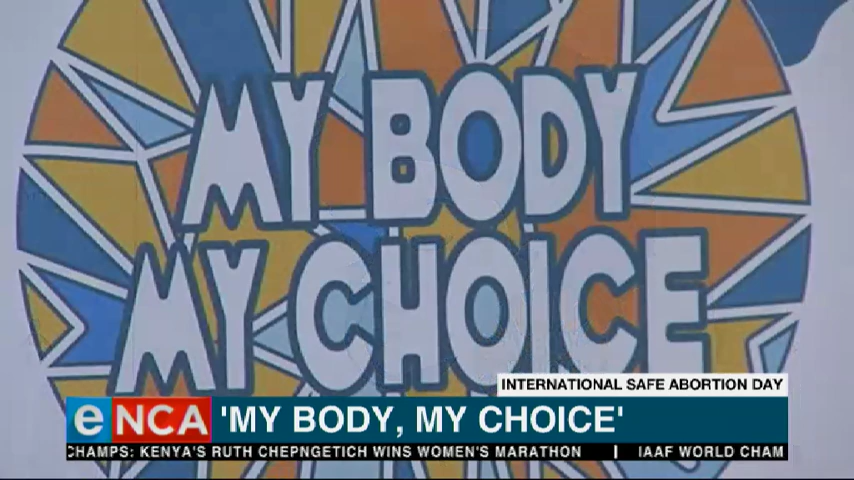 MY BODY
MY CHOICE
INTERNATIONAL SAFE ABORTION DAY
eNCA 'MY BODY, MY CHOICE'
CHAMPS: KENYA'S RUTH CHEPNGETICH WINS WOMEN'S MARATHON | IAAF WORLD CHAM